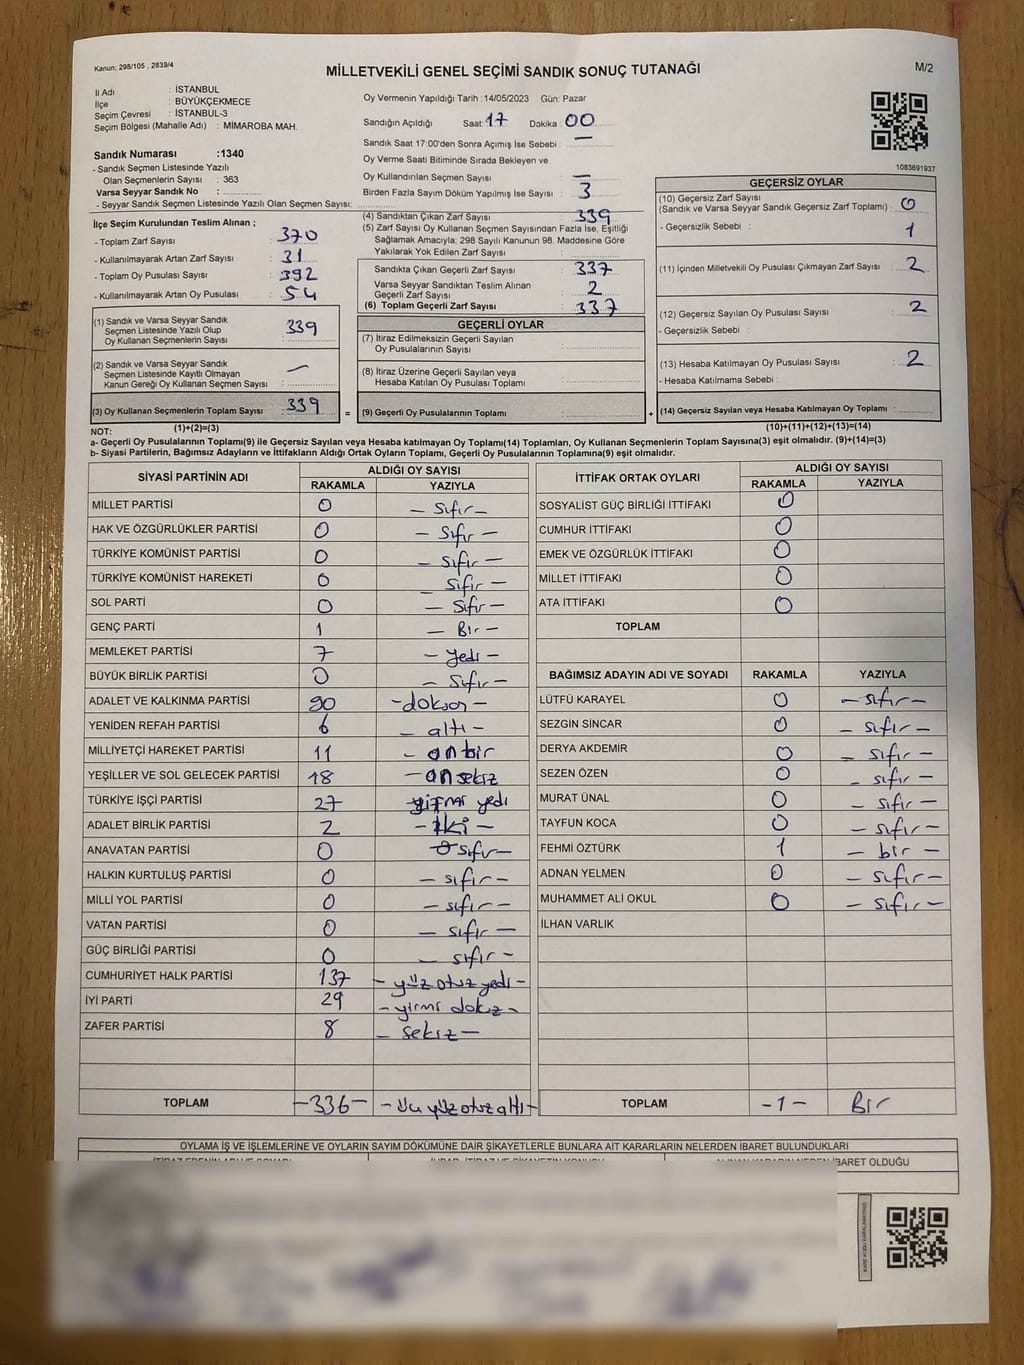 Kanun; 298/105 , 2839/4
MİLLETVEKİLİ GENEL SEÇİMİ SANDIK SONUÇ TUTANAĞI
M/2
İl Adı : İSTANBUL
İlçe : BÜYÜKÇEKMECE
Seçim Çevresi : İSTANBUL-3
Seçim Bölgesi (Mahalle Adı) : MİMAROBA MAH.
Sandık Numarası :1340
- Sandık Seçmen Listesinde Yazılı
Olan Seçmenlerin Sayısı : 363
Varsa Seyyar Sandık No : ..............
- Seyyar Sandık Seçmen Listesinde Yazılı Olan Seçmen Sayısı: ..............
Oy Vermenin Yapıldığı Tarih :14/05/2023 Gün: Pazar
Sandığın Açıldığı Saat 17 Dakika 00
Sandık Saat 17:00'den Sonra Açılmış İse Sebebi : —
Oy Verme Saati Bitiminde Sırada Bekleyen ve
Oy Kullandırılan Seçmen Sayısı : —
Birden Fazla Sayım Döküm Yapılmış İse Sayısı : 3
1083691937
İlçe Seçim Kurulundan Teslim Alınan ;
- Toplam Zarf Sayısı : 370
- Kullanılmayarak Artan Zarf Sayısı : 31
- Toplam Oy Pusulası Sayısı : 392
- Kullanılmayarak Artan Oy Pusulası : 54
(1) Sandık ve Varsa Seyyar Sandık
Seçmen Listesinde Yazılı Olup
Oy Kullanan Seçmenlerin Sayısı : 339
(2) Sandık ve Varsa Seyyar Sandık
Seçmen Listesinde Kayıtlı Olmayan
Kanun Gereği Oy Kullanan Seçmen Sayısı : —
(3) Oy Kullanan Seçmenlerin Toplam Sayısı : 339
(1)+(2)=(3)
(4) Sandıktan Çıkan Zarf Sayısı : 339
(5) Zarf Sayısı Oy Kullanan Seçmen Sayısından Fazla İse, Eşitliği
Sağlamak Amacıyla; 298 Sayılı Kanunun 98. Maddesine Göre
Yakılarak Yok Edilen Zarf Sayısı :
Sandıkta Çıkan Geçerli Zarf Sayısı : 337
Varsa Seyyar Sandıktan Teslim Alınan
Geçerli Zarf Sayısı : 2
(6) Toplam Geçerli Zarf Sayısı : 337
GEÇERLİ OYLAR
(7) İtiraz Edilmeksizin Geçerli Sayılan
Oy Pusulalarının Sayısı :
(8) İtiraz Üzerine Geçerli Sayılan veya
Hesaba Katılan Oy Pusulası Toplamı :
= (9) Geçerli Oy Pusulalarının Toplamı :
GEÇERSİZ OYLAR
(10) Geçersiz Zarf Sayısı
(Sandık ve Varsa Seyyar Sandık Geçersiz Zarf Toplamı) : 0
- Geçersizlik Sebebi : 1
(11) İçinden Milletvekili Oy Pusulası Çıkmayan Zarf Sayısı : 2
(12) Geçersiz Sayılan Oy Pusulası Sayısı : 2
- Geçersizlik Sebebi :
(13) Hesaba Katılmayan Oy Pusulası Sayısı : 2
- Hesaba Katılmama Sebebi :
+ (14) Geçersiz Sayılan veya Hesaba Katılmayan Oy Toplamı :
(10)+(11)+(12)+(13)=(14)
NOT:
a- Geçerli Oy Pusulalarının Toplamı(9) ile Geçersiz Sayılan veya Hesaba katılmayan Oy Toplamı(14) Toplamları, Oy Kullanan Seçmenlerin Toplam Sayısına(3) eşit olmalıdır. (9)+(14)=(3)
b- Siyasi Partilerin, Bağımsız Adayların ve İttifakların Aldığı Ortak Oyların Toplamı, Geçerli Oy Pusulalarının Toplamına(9) eşit olmalıdır.
SİYASİ PARTİNİN ADI ALDIĞI OY SAYISI
RAKAMLA YAZIYLA
MİLLET PARTİSİ 0 — sıfır —
HAK VE ÖZGÜRLÜKLER PARTİSİ 0 — sıfır —
TÜRKİYE KOMÜNİST PARTİSİ 0 — sıfır —
TÜRKİYE KOMÜNİST HAREKETİ 0 — sıfır —
SOL PARTİ 0 — sıfır —
GENÇ PARTİ 1 — Bir —
MEMLEKET PARTİSİ 7 — yedi —
BÜYÜK BİRLİK PARTİSİ 0 — sıfır —
ADALET VE KALKINMA PARTİSİ 90 — doksan —
YENİDEN REFAH PARTİSİ 6 — altı —
MİLLİYETÇİ HAREKET PARTİSİ 11 — onbir
YEŞİLLER VE SOL GELECEK PARTİSİ 18 — onsekiz
TÜRKİYE İŞÇİ PARTİSİ 27 yirmi yedi
ADALET BİRLİK PARTİSİ 2 — iki —
ANAVATAN PARTİSİ 0 sıfır —
HALKIN KURTULUŞ PARTİSİ 0 — sıfır —
MİLLİ YOL PARTİSİ 0 — sıfır —
VATAN PARTİSİ 0 — sıfır —
GÜÇ BİRLİĞİ PARTİSİ 0 — sıfır —
CUMHURİYET HALK PARTİSİ 137 — yüz otuz yedi —
İYİ PARTİ 29 — yirmi dokız —
ZAFER PARTİSİ 8 — sekiz —
TOPLAM —336— — üç yüz otuz altı —
İTTİFAK ORTAK OYLARI ALDIĞI OY SAYISI
RAKAMLA YAZIYLA
SOSYALİST GÜÇ BİRLİĞİ İTTİFAKI 0
CUMHUR İTTİFAKI 0
EMEK VE ÖZGÜRLÜK İTTİFAKI 0
MİLLET İTTİFAKI 0
ATA İTTİFAKI 0
TOPLAM
BAĞIMSIZ ADAYIN ADI VE SOYADI RAKAMLA YAZIYLA
LÜTFÜ KARAYEL 0 — sıfır —
SEZGİN SİNCAR 0 — sıfır —
DERYA AKDEMİR 0 — sıfır —
SEZEN ÖZEN 0 — sıfır —
MURAT ÜNAL 0 — sıfır —
TAYFUN KOCA 0 — sıfır —
FEHMİ ÖZTÜRK 1 — bir —
ADNAN YELMEN 0 — sıfır —
MUHAMMET ALİ OKUL 0 — sıfır —
İLHAN VARLIK
TOPLAM -1- Bir
OYLAMA İŞ VE İŞLEMLERİNE VE OYLARIN SAYIM DÖKÜMÜNE DAİR ŞİKAYETLERLE BUNLARA AİT KARARLARIN NELERDEN İBARET BULUNDUKLARI
İBARET OLDUĞU